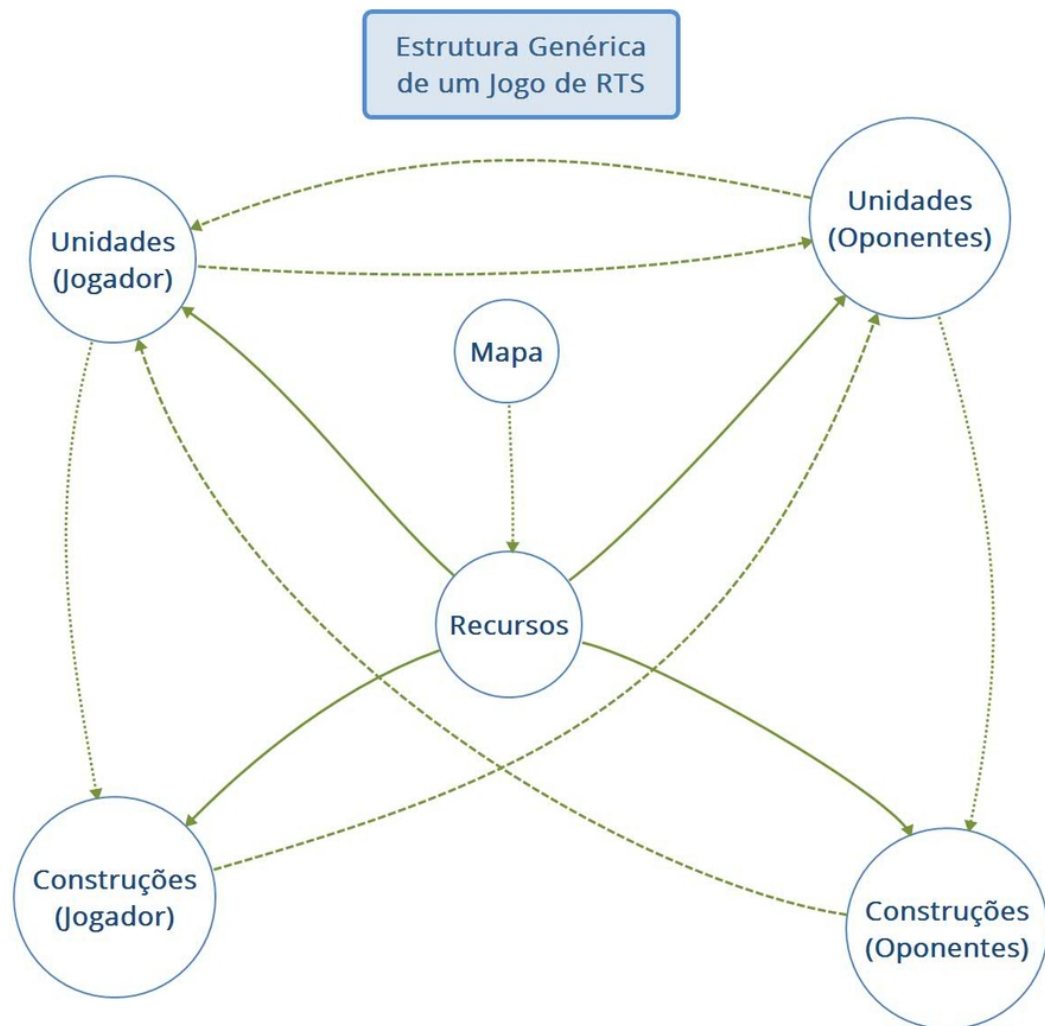 Estrutura Genérica
de um Jogo de RTS
Unidades
(Jogador)
Unidades
(Oponentes)
Mapa
Recursos
Construções
(Jogador)
Construções
(Oponentes)